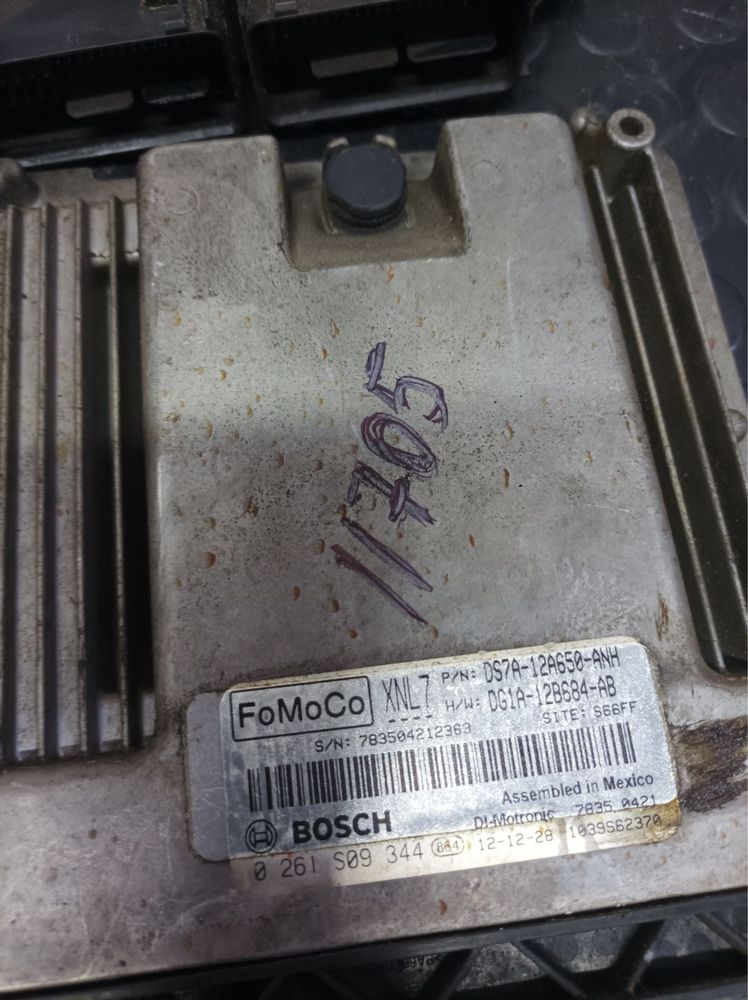 11705
FoMoCo
XNL7
P/N: DS7A-12A650-ANH
H/W: DG1A-12B684-AB
S/N: 783504212363
SITE: S66FF
Assembled in Mexico
BOSCH
DI-Motronic 7835.0421
0 261 S09 344 864 12-12-28 1039S62370